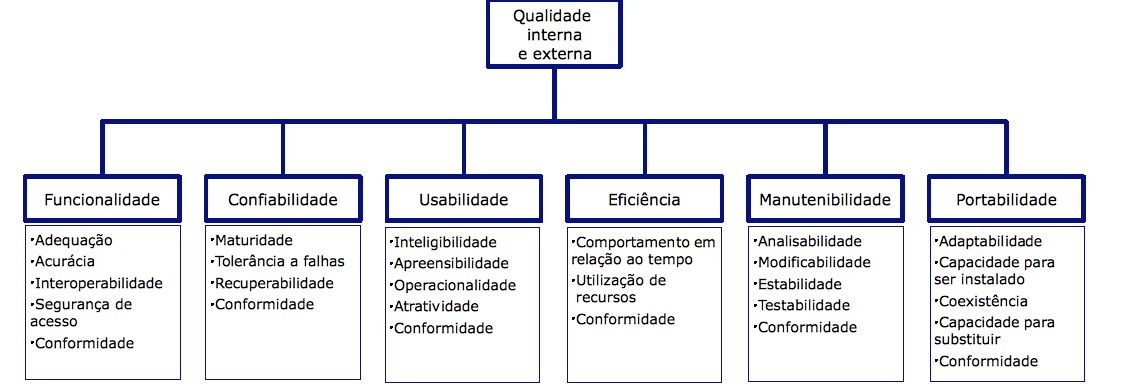 Qualidade
interna
e externa
Funcionalidade
·Adequação
·Acurácia
·Interoperabilidade
·Segurança de
acesso
·Conformidade
Confiabilidade
·Maturidade
·Tolerância a falhas
·Recuperabilidade
·Conformidade
Usabilidade
·Inteligibilidade
·Apreensibilidade
·Operacionalidade
·Atratividade
·Conformidade
Eficiência
·Comportamento em
relação ao tempo
·Utilização de
recursos
·Conformidade
Manutenibilidade
·Analisabilidade
·Modificabilidade
·Estabilidade
·Testabilidade
·Conformidade
Portabilidade
·Adaptabilidade
·Capacidade para
ser instalado
·Coexistência
·Capacidade para
substituir
·Conformidade